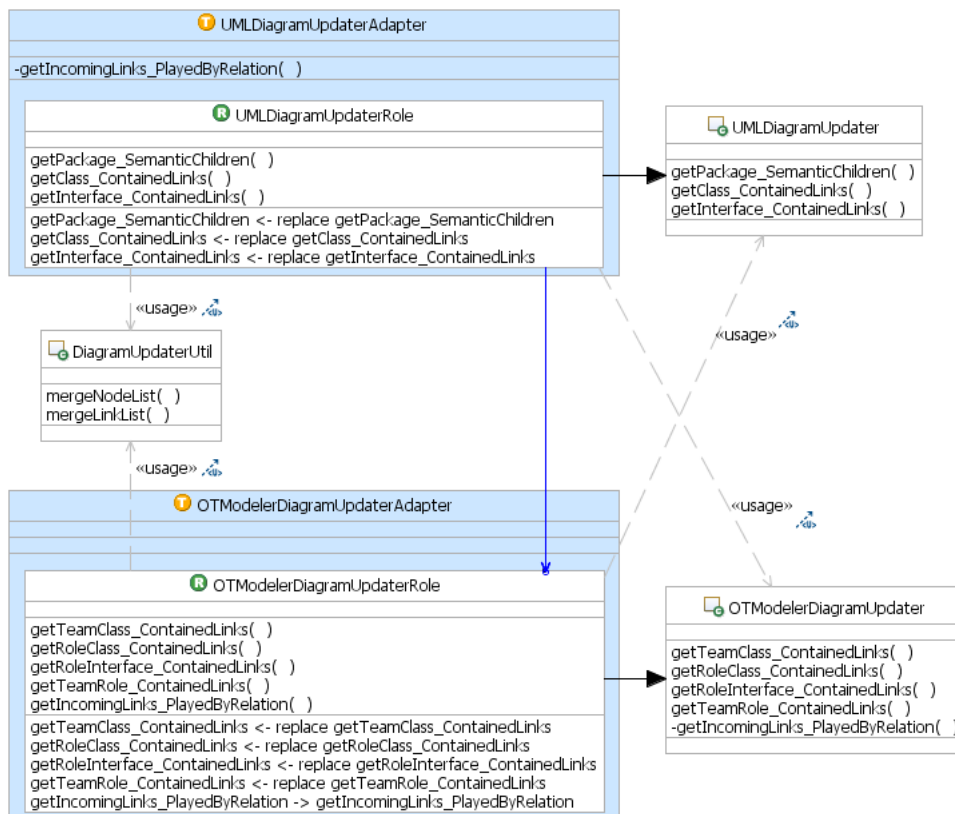 UMLDiagramUpdaterAdapter
-getIncomingLinks_PlayedByRelation( )
UMLDiagramUpdaterRole
getPackage_SemanticChildren( )
getClass_ContainedLinks( )
getInterface_ContainedLinks( )
getPackage_SemanticChildren <- replace getPackage_SemanticChildren
getClass_ContainedLinks <- replace getClass_ContainedLinks
getInterface_ContainedLinks <- replace getInterface_ContainedLinks
UMLDiagramUpdater
getPackage_SemanticChildren( )
getClass_ContainedLinks( )
getInterface_ContainedLinks( )
«usage»
«usage»
DiagramUpdaterUtil
mergeNodeList( )
mergeLinkList( )
«usage»
«usage»
OTModelerDiagramUpdaterAdapter
OTModelerDiagramUpdaterRole
getTeamClass_ContainedLinks( )
getRoleClass_ContainedLinks( )
getRoleInterface_ContainedLinks( )
getTeamRole_ContainedLinks( )
getIncomingLinks_PlayedByRelation( )
getTeamClass_ContainedLinks <- replace getTeamClass_ContainedLinks
getRoleClass_ContainedLinks <- replace getRoleClass_ContainedLinks
getRoleInterface_ContainedLinks <- replace getRoleInterface_ContainedLinks
getTeamRole_ContainedLinks <- replace getTeamRole_ContainedLinks
getIncomingLinks_PlayedByRelation -> getIncomingLinks_PlayedByRelation
OTModelerDiagramUpdater
getTeamClass_ContainedLinks( )
getRoleClass_ContainedLinks( )
getRoleInterface_ContainedLinks( )
getTeamRole_ContainedLinks( )
-getIncomingLinks_PlayedByRelation( )